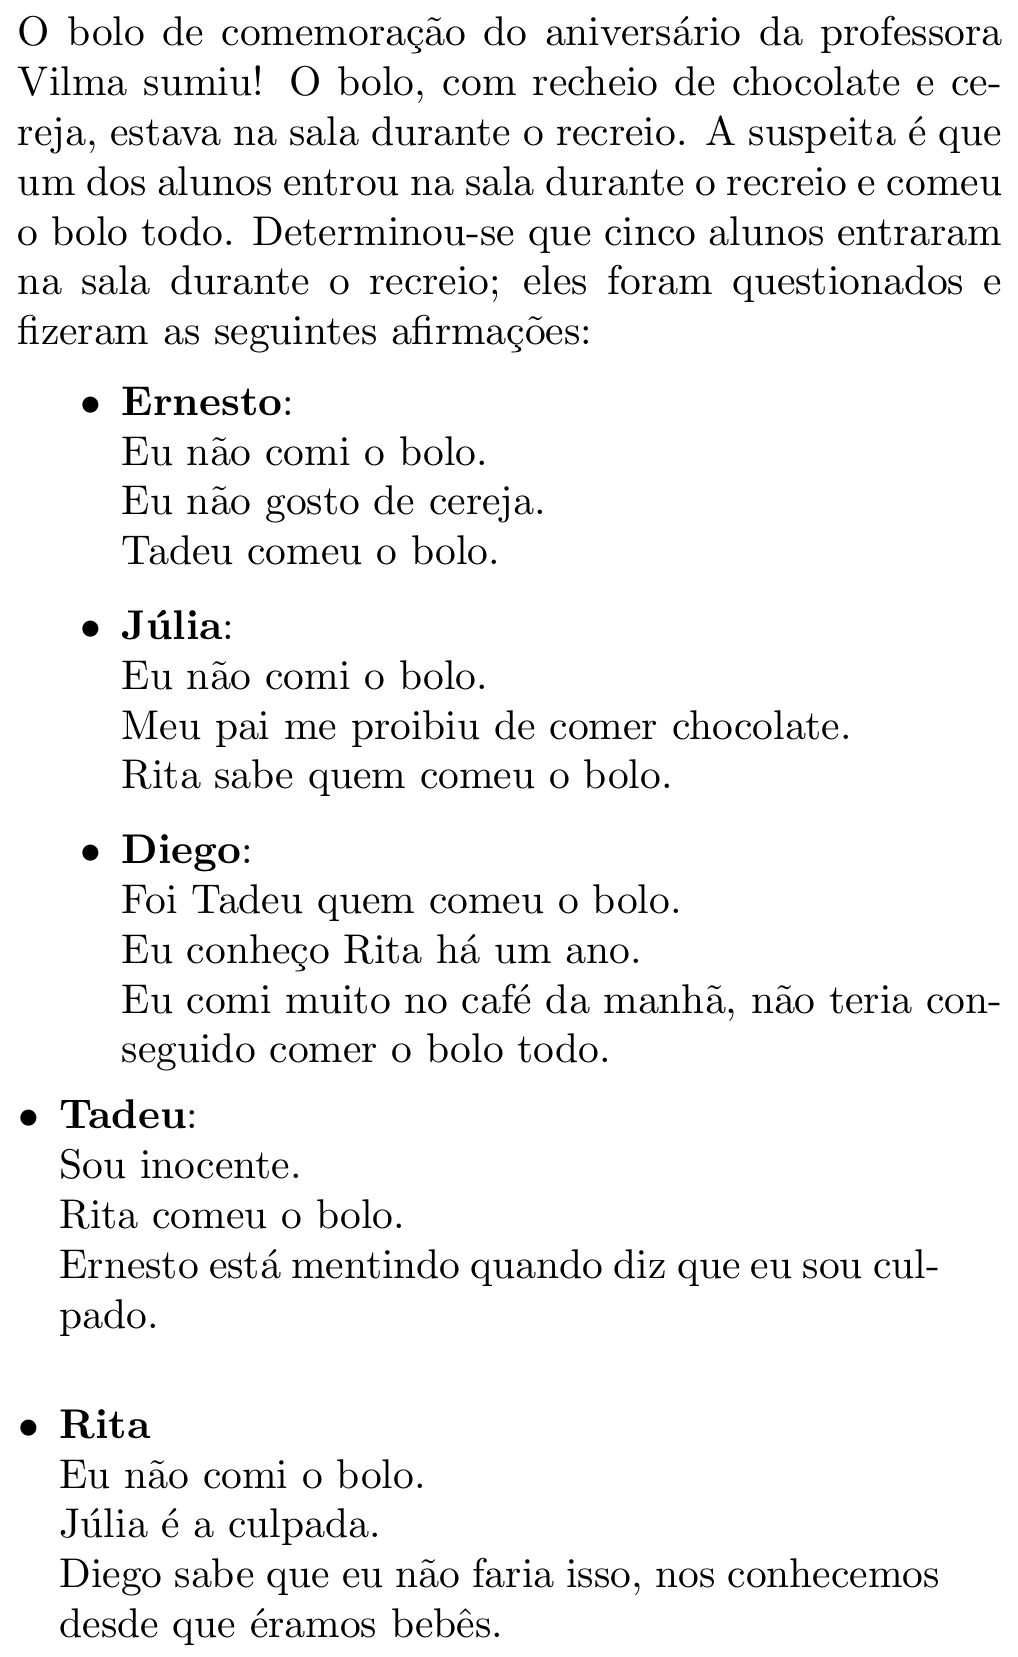 O bolo de comemoração do aniversário da professora
Vilma sumiu! O bolo, com recheio de chocolate e ce-
reja, estava na sala durante o recreio. A suspeita é que
um dos alunos entrou na sala durante o recreio e comeu
o bolo todo. Determinou-se que cinco alunos entraram
na sala durante o recreio; eles foram questionados e
fizeram as seguintes afirmações:
• Ernesto:
Eu não comi o bolo.
Eu não gosto de cereja.
Tadeu comeu o bolo.
• Júlia:
Eu não comi o bolo.
Meu pai me proibiu de comer chocolate.
Rita sabe quem comeu o bolo.
• Diego:
Foi Tadeu quem comeu o bolo.
Eu conheço Rita há um ano.
Eu comi muito no café da manhã, não teria con-
seguido comer o bolo todo.
• Tadeu:
Sou inocente.
Rita comeu o bolo.
Ernesto está mentindo quando diz que eu sou cul-
pado.
• Rita
Eu não comi o bolo.
Júlia é a culpada.
Diego sabe que eu não faria isso, nos conhecemos
desde que éramos bebês.